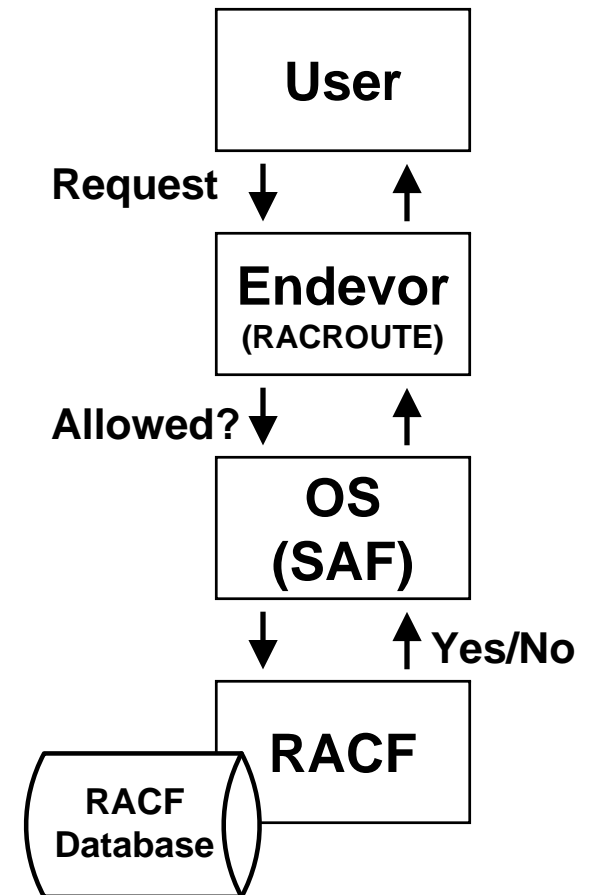 User
Request
Endevor
(RACROUTE)
Allowed?
OS
(SAF)
Yes/No
RACF
RACF
Database